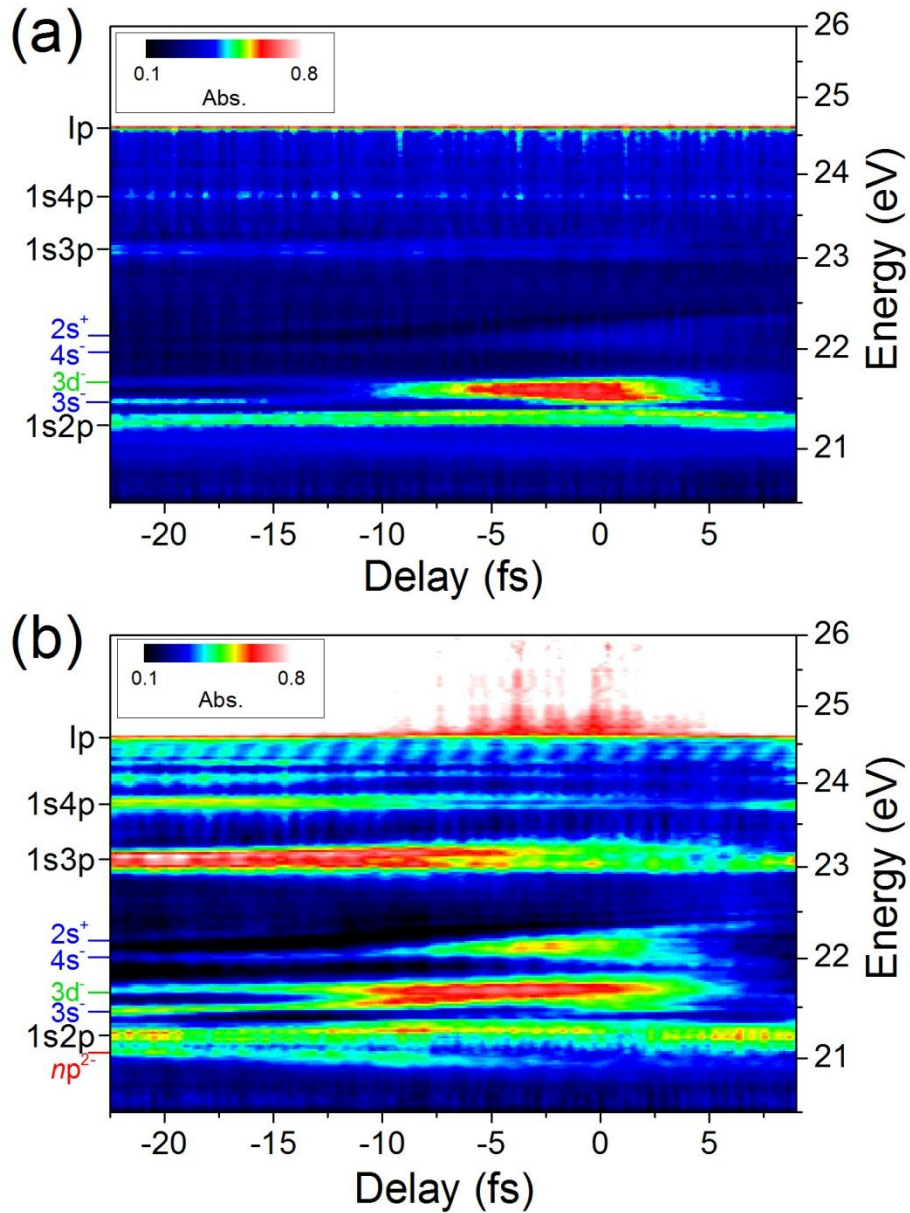 (a)
0.1 0.8
Abs.
Ip
1s4p
1s3p
2s⁺
4s⁻
3d⁻
3s⁻
1s2p
26
25
24
23
22
21
Energy (eV)
-20 -15 -10 -5 0 5
Delay (fs)
(b)
0.1 0.8
Abs.
Ip
1s4p
1s3p
2s⁺
4s⁻
3d⁻
3s⁻
1s2p
np²⁻
26
25
24
23
22
21
Energy (eV)
-20 -15 -10 -5 0 5
Delay (fs)